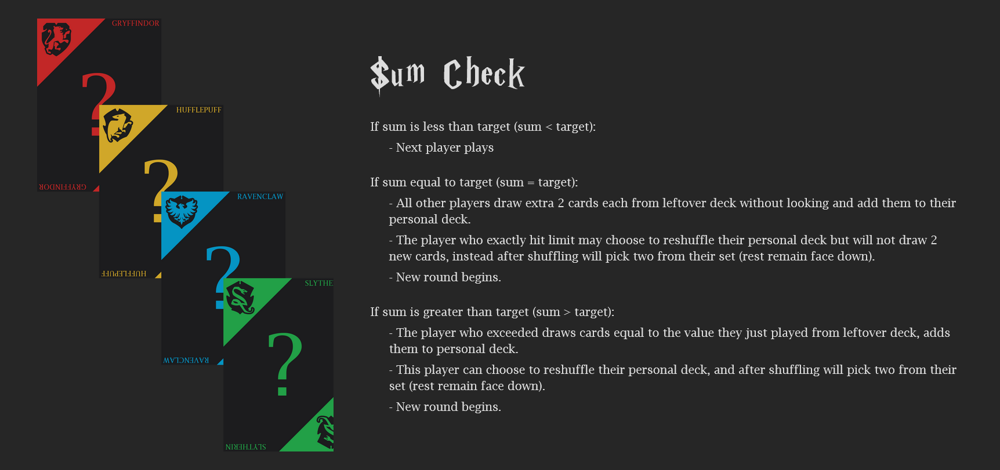 GRYFFINDOR
?
GRYFFINDOR
HUFFLEPUFF
?
HUFFLEPUFF
RAVENCLAW
?
RAVENCLAW
SLYTHE
?
SLYTHERIN
Sum Check
If sum is less than target (sum < target):
- Next player plays
If sum equal to target (sum = target):
- All other players draw extra 2 cards each from leftover deck without looking and add them to their
personal deck.
- The player who exactly hit limit may choose to reshuffle their personal deck but will not draw 2
new cards, instead after shuffling will pick two from their set (rest remain face down).
- New round begins.
If sum is greater than target (sum > target):
- The player who exceeded draws cards equal to the value they just played from leftover deck, adds
them to personal deck.
- This player can choose to reshuffle their personal deck, and after shuffling will pick two from their
set (rest remain face down).
- New round begins.